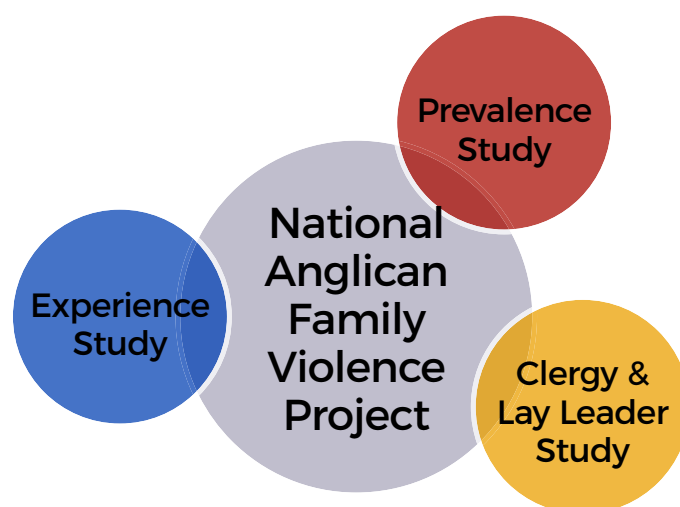 Prevalence
Study
National
Anglican
Family
Violence
Project
Experience
Study
Clergy &
Lay Leader
Study